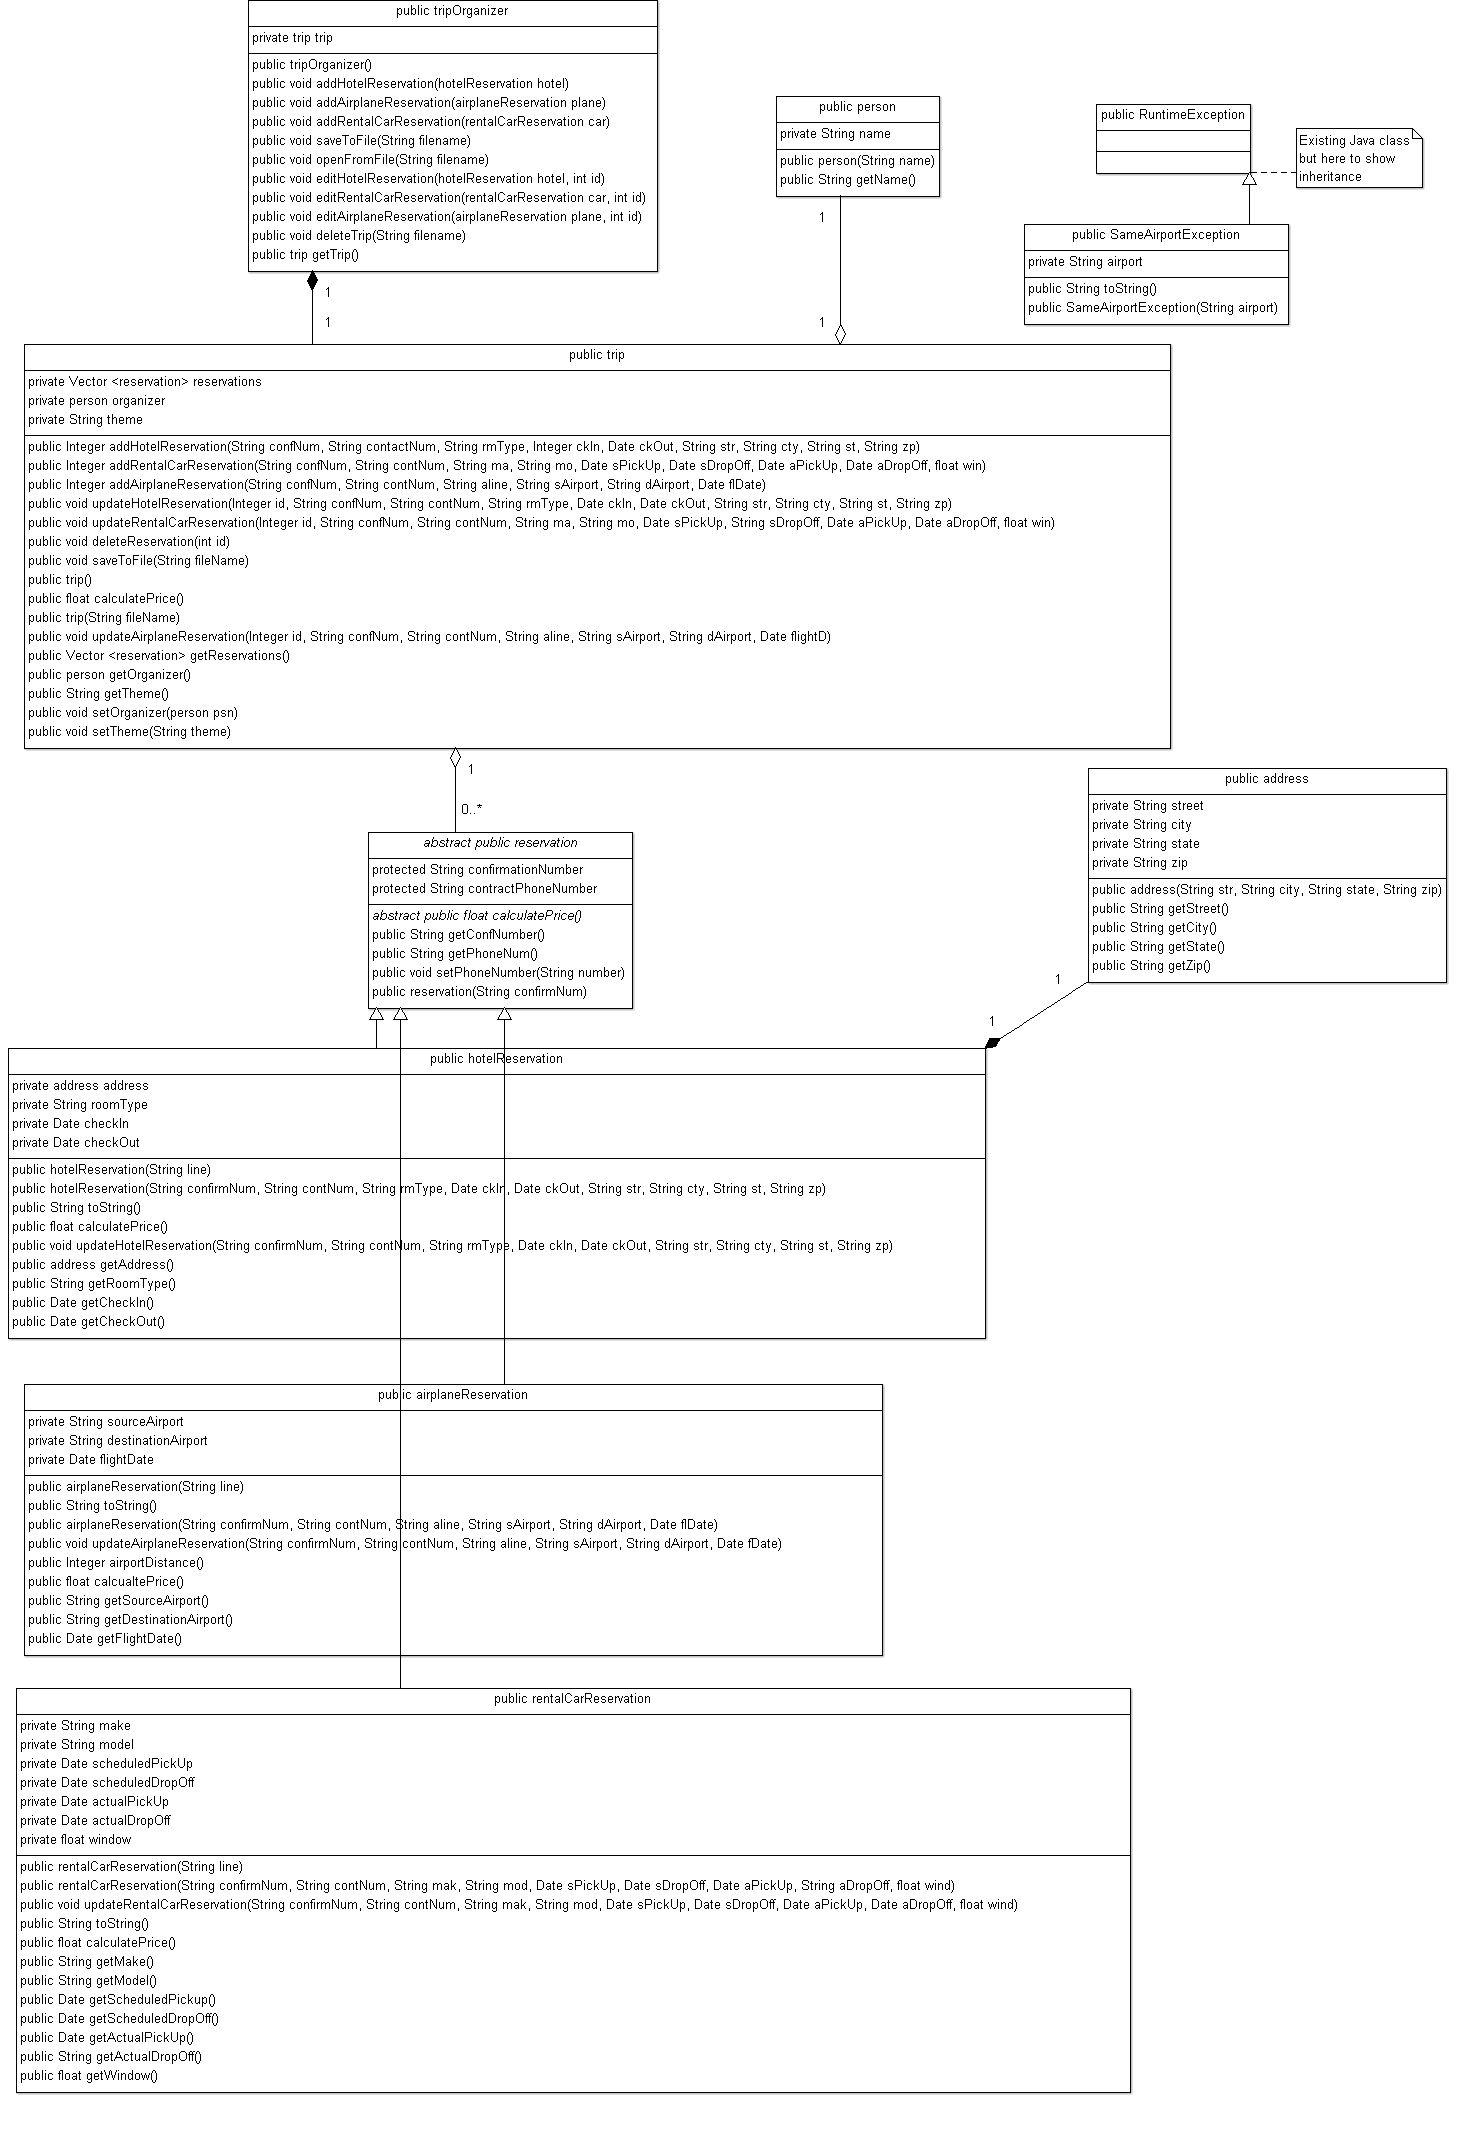 public tripOrganizer
private trip trip
public tripOrganizer()
public void addHotelReservation(hotelReservation hotel)
public void addAirplaneReservation(airplaneReservation plane)
public void addRentalCarReservation(rentalCarReservation car)
public void saveToFile(String filename)
public void openFromFile(String filename)
public void editHotelReservation(hotelReservation hotel, int id)
public void editRentalCarReservation(rentalCarReservation car, int id)
public void editAirplaneReservation(airplaneReservation plane, int id)
public void deleteTrip(String filename)
public trip getTrip()
1
1
public person
private String name
public person(String name)
public String getName()
1
1
public RuntimeException
Existing Java class
but here to show
inheritance
public SameAirportException
private String airport
public String toString()
public SameAirportException(String airport)
public trip
private Vector <reservation> reservations
private person organizer
private String theme
public Integer addHotelReservation(String confNum, String contactNum, String rmType, Integer ckIn, Date ckOut, String str, String cty, String st, String zp)
public Integer addRentalCarReservation(String confNum, String contNum, String ma, String mo, Date sPickUp, Date sDropOff, Date aPickUp, Date aDropOff, float win)
public Integer addAirplaneReservation(String confNum, String contNum, String aline, String sAirport, String dAirport, Date flDate)
public void updateHotelReservation(Integer id, String confNum, String contNum, String rmType, Date ckIn, Date ckOut, String str, String cty, String st, String zp)
public void updateRentalCarReservation(Integer id, String confNum, String contNum, String ma, String mo, Date sPickUp, String sDropOff, Date aPickUp, Date aDropOff, float win)
public void deleteReservation(int id)
public void saveToFile(String fileName)
public trip()
public float calculatePrice()
public trip(String fileName)
public void updateAirplaneReservation(Integer id, String confNum, String contNum, String aline, String sAirport, String dAirport, Date flightD)
public Vector <reservation> getReservations()
public person getOrganizer()
public String getTheme()
public void setOrganizer(person psn)
public void setTheme(String theme)
1
0..*
abstract public reservation
protected String confirmationNumber
protected String contractPhoneNumber
abstract public float calculatePrice()
public String getConfNumber()
public String getPhoneNum()
public void setPhoneNumber(String number)
public reservation(String confirmNum)
public address
private String street
private String city
private String state
private String zip
public address(String str, String city, String state, String zip)
public String getStreet()
public String getCity()
public String getState()
public String getZip()
1
1
public hotelReservation
private address address
private String roomType
private Date checkIn
private Date checkOut
public hotelReservation(String line)
public hotelReservation(String confirmNum, String contNum, String rmType, Date ckIn, Date ckOut, String str, String cty, String st, String zp)
public String toString()
public float calculatePrice()
public void updateHotelReservation(String confirmNum, String contNum, String rmType, Date ckIn, Date ckOut, String str, String cty, String st, String zp)
public address getAddress()
public String getRoomType()
public Date getCheckIn()
public Date getCheckOut()
public airplaneReservation
private String sourceAirport
private String destinationAirport
private Date flightDate
public airplaneReservation(String line)
public String toString()
public airplaneReservation(String confirmNum, String contNum, String aline, String sAirport, String dAirport, Date flDate)
public void updateAirplaneReservation(String confirmNum, String contNum, String aline, String sAirport, String dAirport, Date fDate)
public Integer airportDistance()
public float calcualtePrice()
public String getSourceAirport()
public String getDestinationAirport()
public Date getFlightDate()
public rentalCarReservation
private String make
private String model
private Date scheduledPickUp
private Date scheduledDropOff
private Date actualPickUp
private Date actualDropOff
private float window
public rentalCarReservation(String line)
public rentalCarReservation(String confirmNum, String contNum, String mak, String mod, Date sPickUp, Date sDropOff, Date aPickUp, String aDropOff, float wind)
public void updateRentalCarReservation(String confirmNum, String contNum, String mak, String mod, Date sPickUp, Date sDropOff, Date aPickUp, Date aDropOff, float wind)
public String toString()
public float calculatePrice()
public String getMake()
public String getModel()
public Date getScheduledPickup()
public Date getScheduledDropOff()
public Date getActualPickUp()
public String getActualDropOff()
public float getWindow()